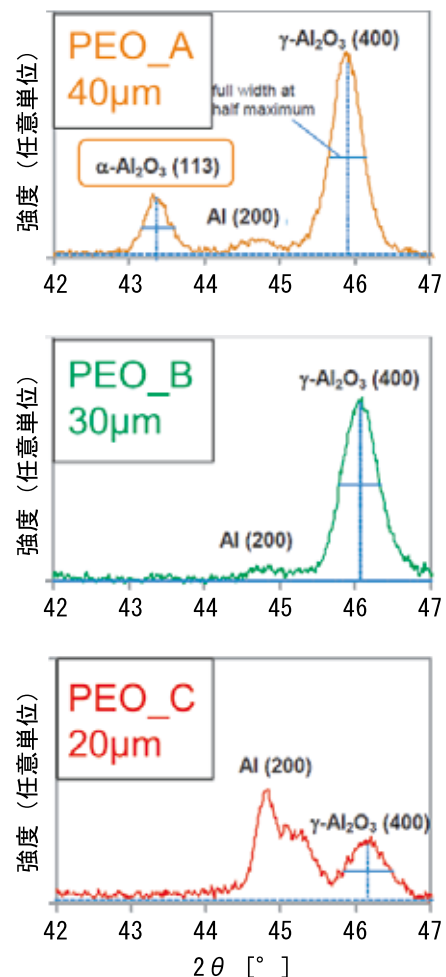 PEO_A
40μm
γ-Al₂O₃ (400)
full width at
half maximum
α-Al₂O₃ (113)
Al (200)
強度（任意単位）
42 43 44 45 46 47
PEO_B
30μm
γ-Al₂O₃ (400)
Al (200)
強度（任意単位）
42 43 44 45 46 47
PEO_C
20μm
Al (200)
γ-Al₂O₃ (400)
強度（任意単位）
42 43 44 45 46 47
2θ [°]